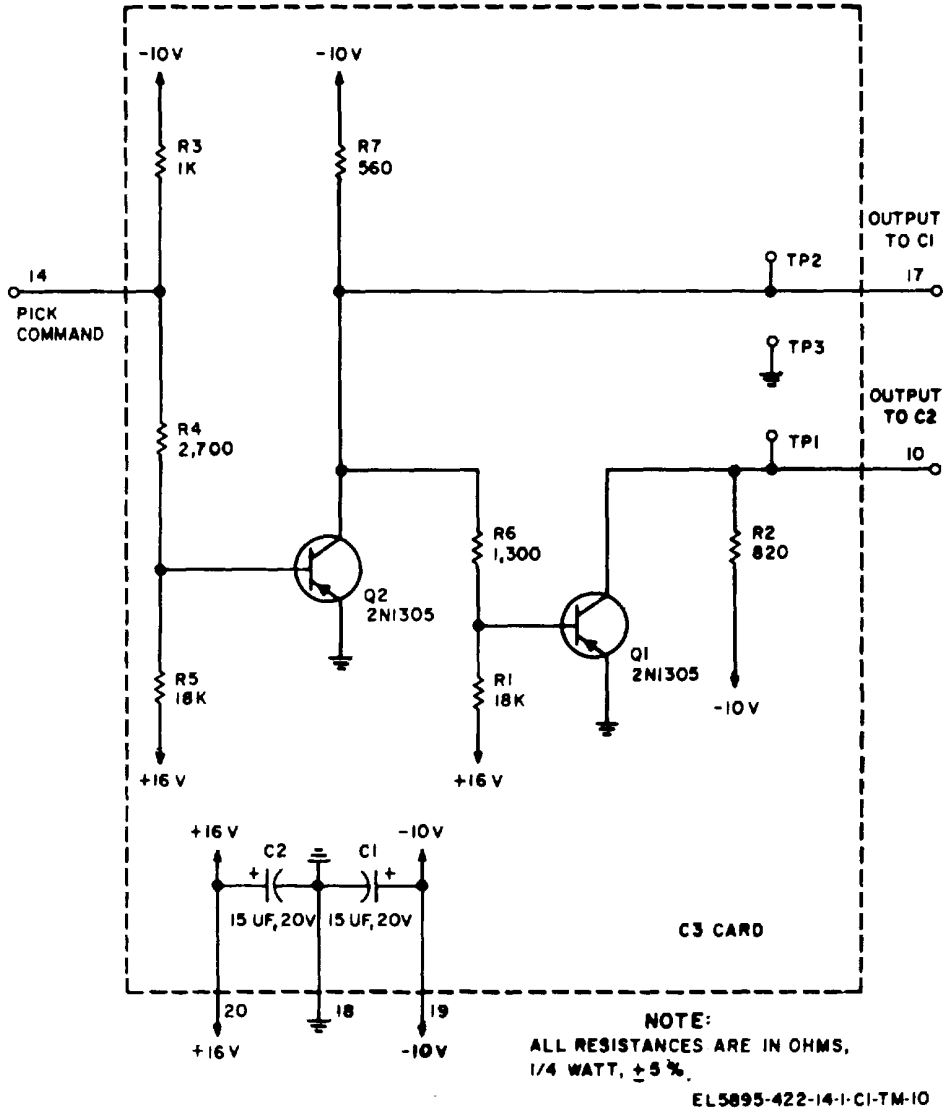 -10V
-10V
R3
1K
R7
560
OUTPUT
TO C1
14
TP2
17
PICK
COMMAND
TP3
OUTPUT
TO C2
R4
2,700
TP1
10
R6
1,300
R2
820
Q2
2N1305
Q1
2N1305
R5
18K
R1
18K
-10V
+16V
+16V
+16V
-10V
C2
C1
+
+
15 UF, 20V
15 UF, 20V
C3 CARD
20
18
19
+16V
-10V
NOTE:
ALL RESISTANCES ARE IN OHMS,
1/4 WATT, ±5%.
EL5895-422-14-1-C1-TM-10